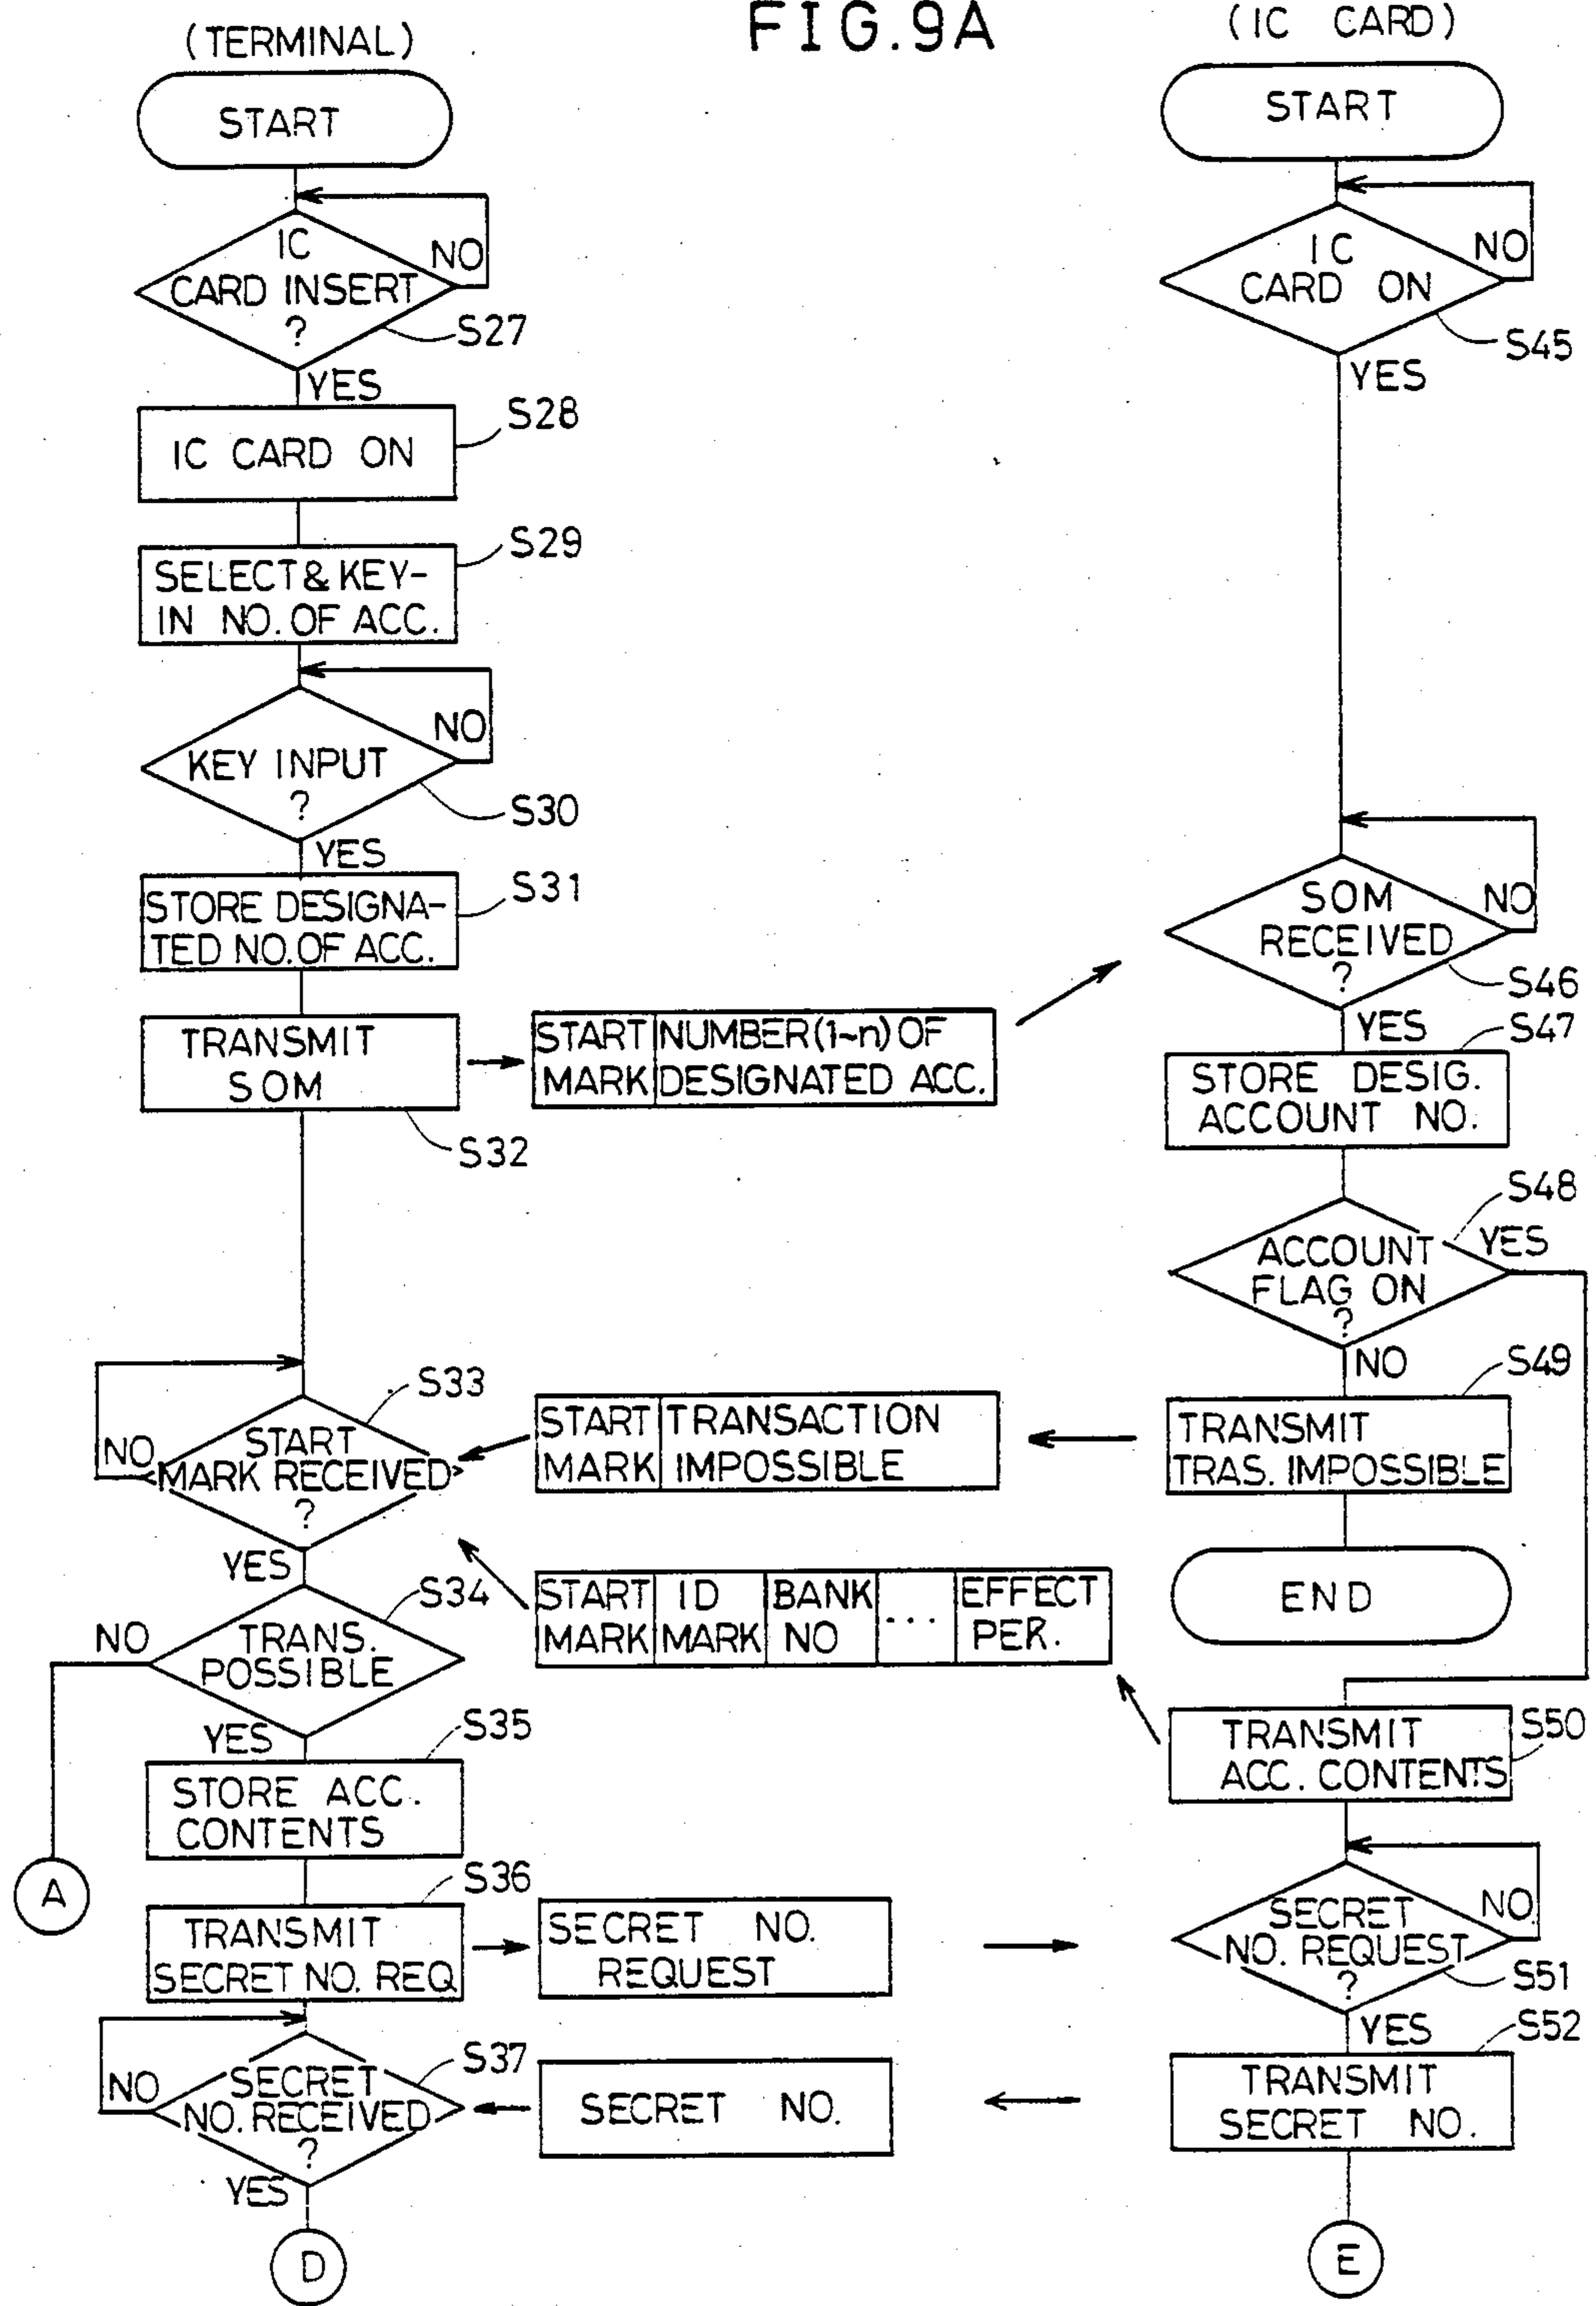 FIG.9A
(TERMINAL)
START
IC
CARD INSERT
?
NO
S27
YES
IC CARD ON
S28
SELECT & KEY-
IN NO. OF ACC.
S29
KEY INPUT
?
NO
S30
YES
STORE DESIGNA-
TED NO. OF ACC.
S31
TRANSMIT
SOM
S32
START
MARK
NUMBER(1~n) OF
DESIGNATED ACC.
START
MARK RECEIVED
?
NO
S33
YES
START
MARK
TRANSACTION
IMPOSSIBLE
TRANS.
POSSIBLE
S34
NO
YES
A
START
MARK
ID
MARK
BANK
NO
...
EFFECT
PER.
STORE ACC.
CONTENTS
S35
TRANSMIT
SECRET NO. REQ
S36
SECRET NO.
REQUEST
SECRET
NO. RECEIVED
?
NO
S37
YES
SECRET NO.
D
(IC CARD)
START
IC
CARD ON
NO
S45
YES
SOM
RECEIVED
?
NO
S46
YES
S47
STORE DESIG.
ACCOUNT NO.
S48
ACCOUNT
FLAG ON
?
YES
NO
S49
TRANSMIT
TRAS. IMPOSSIBLE
END
TRANSMIT
ACC. CONTENTS
S50
SECRET
NO. REQUEST
?
NO
S51
YES
S52
TRANSMIT
SECRET NO.
E